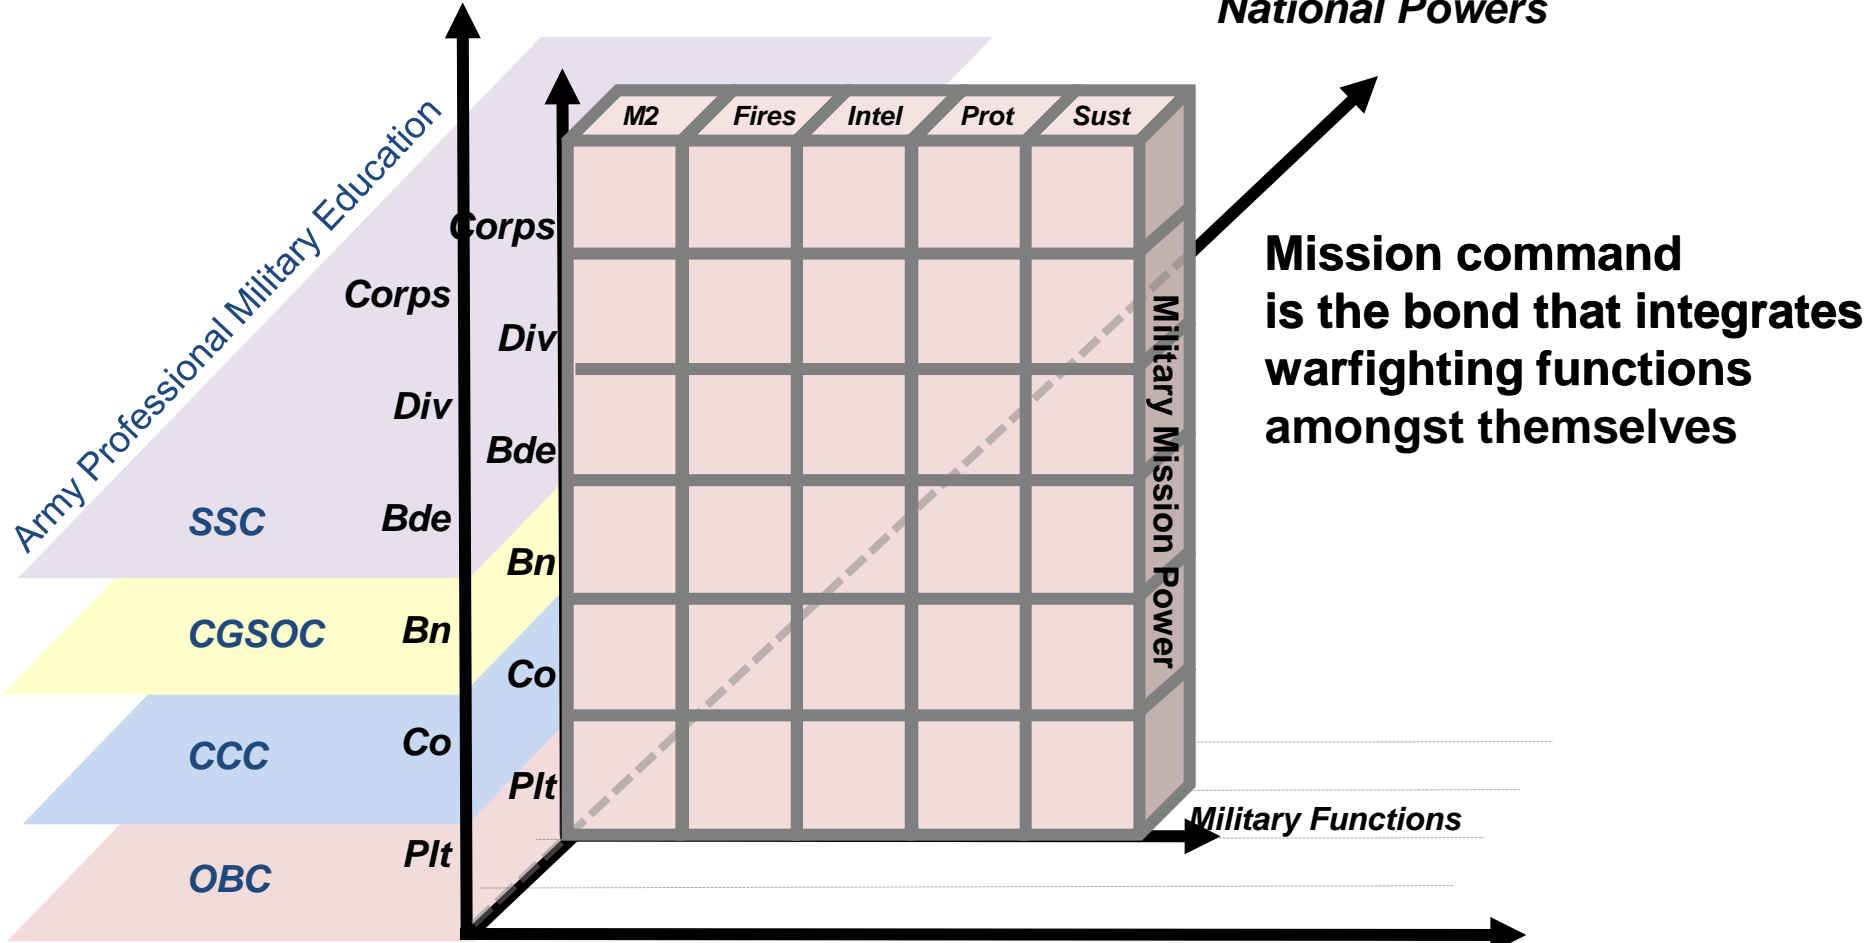 National Powers
M2 Fires Intel Prot Sust
Army Professional Military Education
Corps
Corps
Div
Div
Bde
Bde
Bn
Bn
Co
Co
Plt
Plt
SSC
CGSOC
CCC
OBC
Military Mission Power
Mission command
is the bond that integrates
warfighting functions
amongst themselves
Military Functions